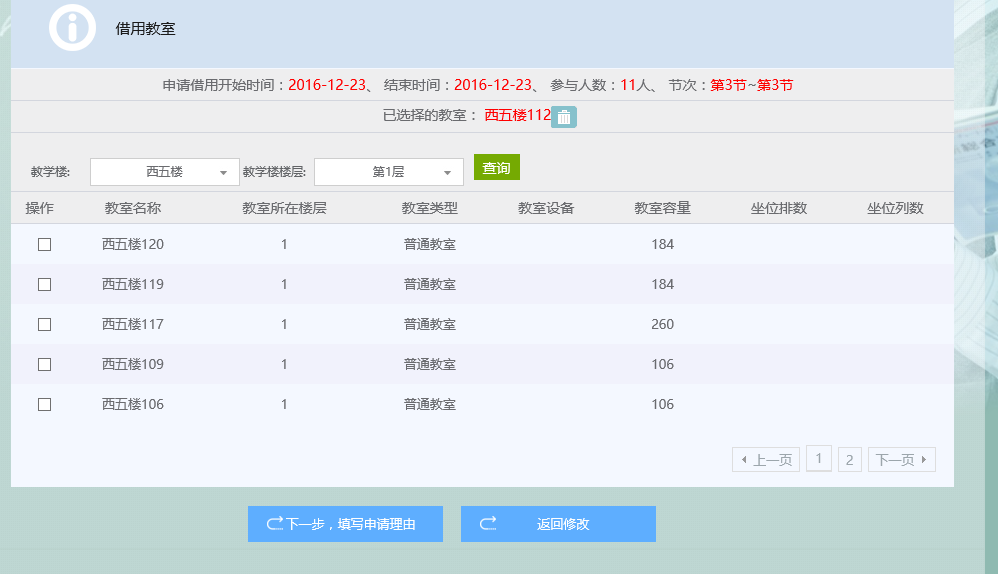 借用教室
申请借用开始时间：2016-12-23、 结束时间：2016-12-23、 参与人数：11人、 节次：第3节~第3节
已选择的教室： 西五楼112
教学楼: 西五楼 教学楼楼层: 第1层 查询
操作 教室名称 教室所在楼层 教室类型 教室设备 教室容量 坐位排数 坐位列数
西五楼120 1 普通教室 184
西五楼119 1 普通教室 184
西五楼117 1 普通教室 260
西五楼109 1 普通教室 106
西五楼106 1 普通教室 106
上一页 1 2 下一页
下一步，填写申请理由 返回修改